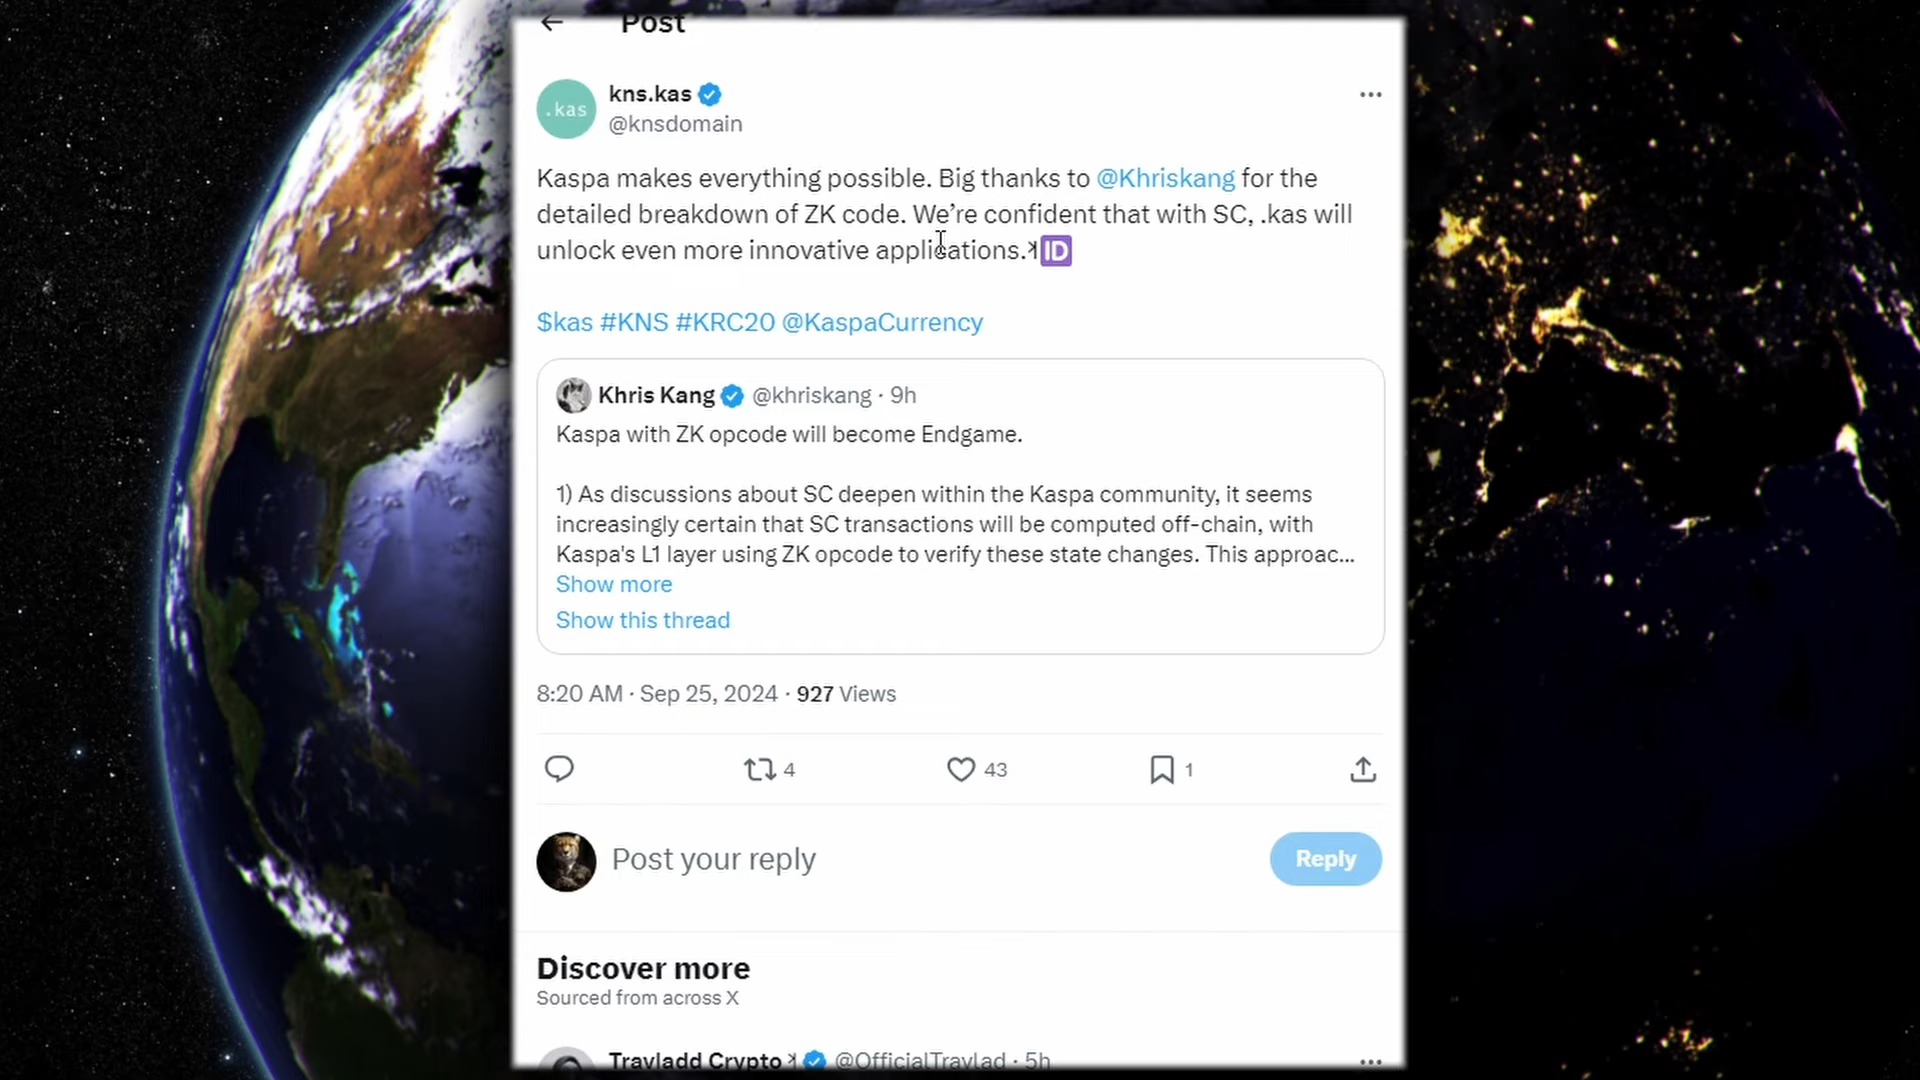 Post
.kas
kns.kas
@knsdomain
Kaspa makes everything possible. Big thanks to @Khriskang for the
detailed breakdown of ZK code. We’re confident that with SC, .kas will
unlock even more innovative applications. 🆔
$kas #KNS #KRC20 @KaspaCurrency
Khris Kang @khriskang · 9h
Kaspa with ZK opcode will become Endgame.
1) As discussions about SC deepen within the Kaspa community, it seems
increasingly certain that SC transactions will be computed off-chain, with
Kaspa's L1 layer using ZK opcode to verify these state changes. This approac...
Show more
Show this thread
8:20 AM · Sep 25, 2024 · 927 Views
4 43 1
Post your reply
Reply
Discover more
Sourced from across X
Travladd Crypto @OfficialTravlad · 5h